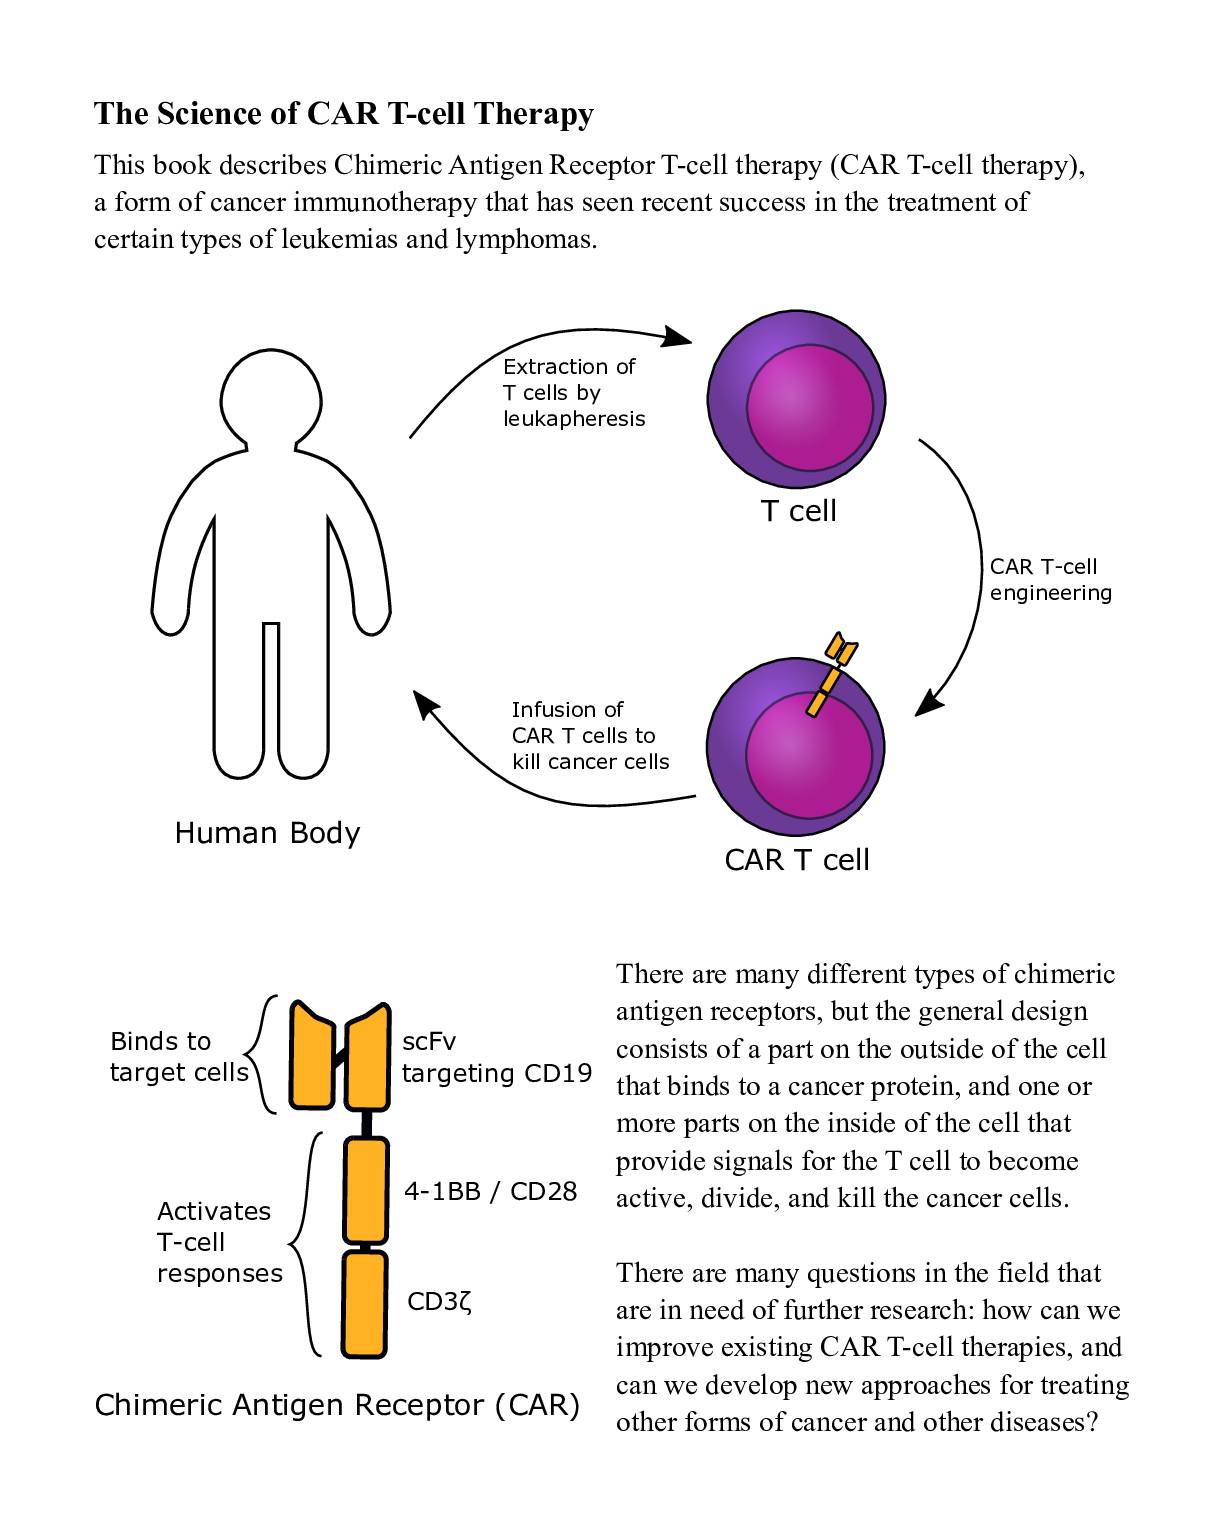 The Science of CAR T-cell Therapy
This book describes Chimeric Antigen Receptor T-cell therapy (CAR T-cell therapy),
a form of cancer immunotherapy that has seen recent success in the treatment of
certain types of leukemias and lymphomas.
Extraction of
T cells by
leukapheresis
T cell
CAR T-cell
engineering
Infusion of
CAR T cells to
kill cancer cells
Human Body
CAR T cell
Binds to
target cells
scFv
targeting CD19
4-1BB / CD28
Activates
T-cell
responses
CD3ζ
Chimeric Antigen Receptor (CAR)
There are many different types of chimeric
antigen receptors, but the general design
consists of a part on the outside of the cell
that binds to a cancer protein, and one or
more parts on the inside of the cell that
provide signals for the T cell to become
active, divide, and kill the cancer cells.
There are many questions in the field that
are in need of further research: how can we
improve existing CAR T-cell therapies, and
can we develop new approaches for treating
other forms of cancer and other diseases?